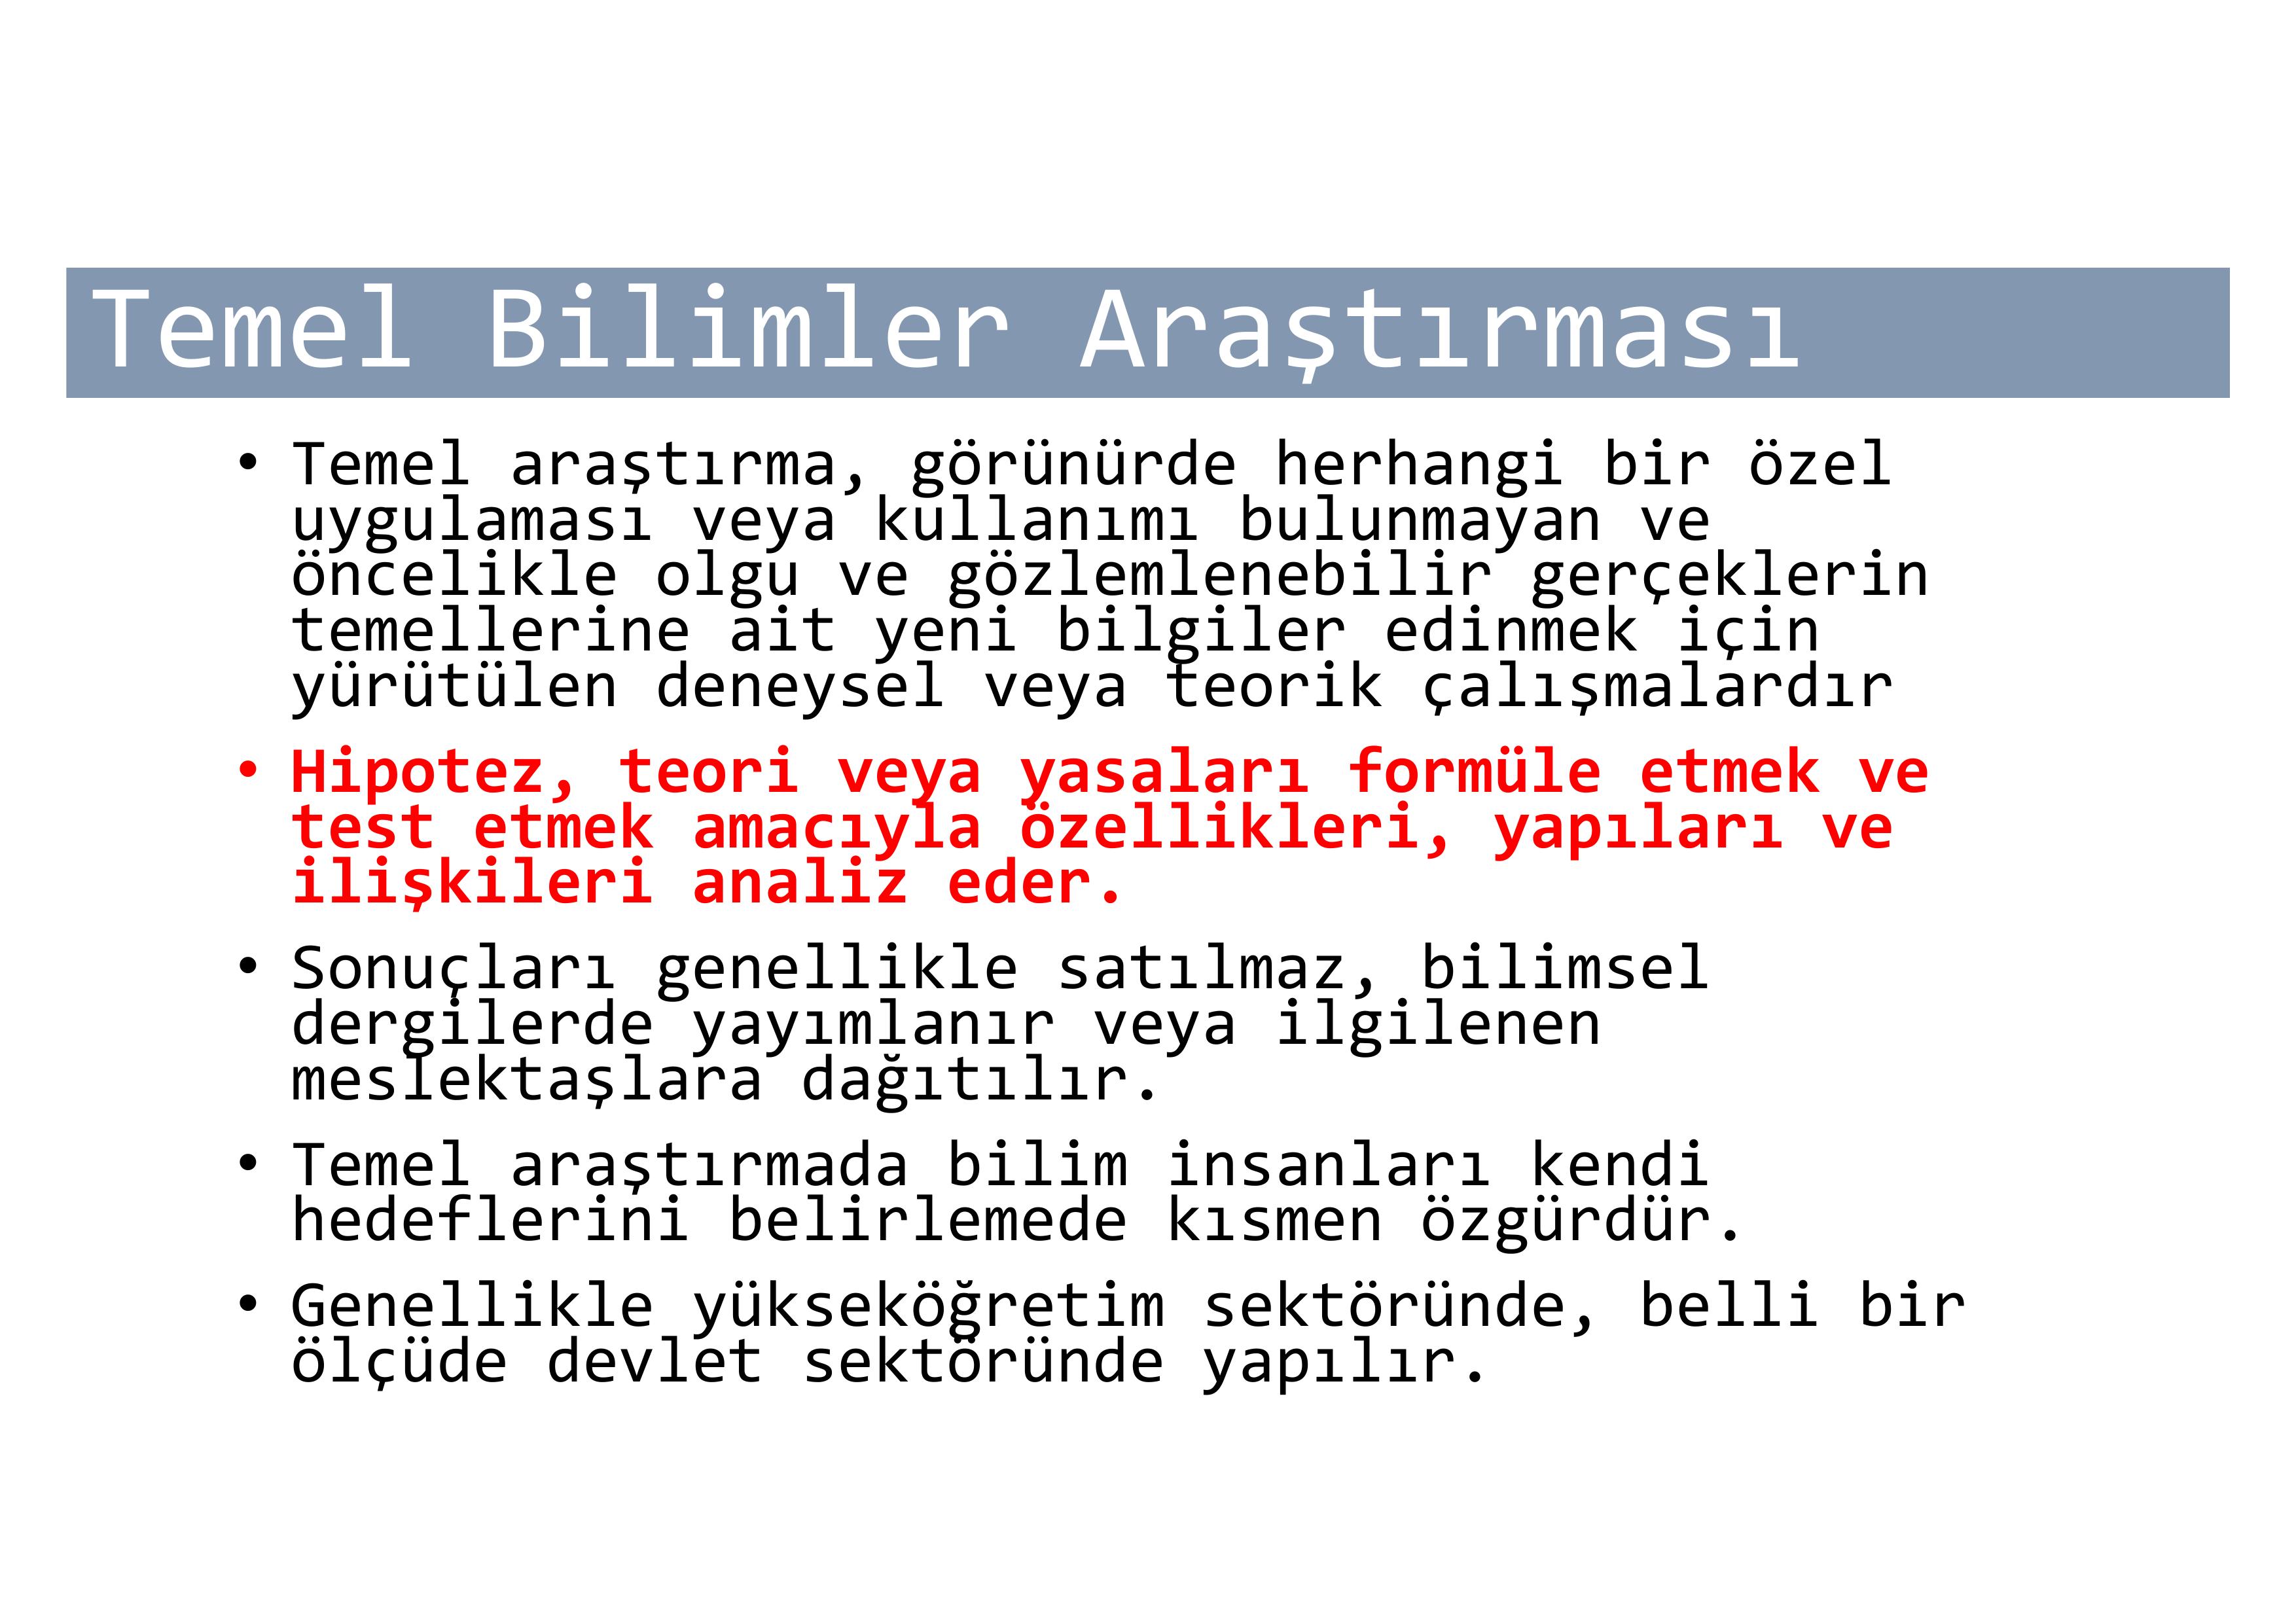 Temel Bilimler Araştırması
• Temel araştırma, görünürde herhangi bir özel
uygulaması veya kullanımı bulunmayan ve
öncelikle olgu ve gözlemlenebilir gerçeklerin
temellerine ait yeni bilgiler edinmek için
yürütülen deneysel veya teorik çalışmalardır
• Hipotez, teori veya yasaları formüle etmek ve
test etmek amacıyla özellikleri, yapıları ve
ilişkileri analiz eder.
• Sonuçları genellikle satılmaz, bilimsel
dergilerde yayımlanır veya ilgilenen
meslektaşlara dağıtılır.
• Temel araştırmada bilim insanları kendi
hedeflerini belirlemede kısmen özgürdür.
• Genellikle yükseköğretim sektöründe, belli bir
ölçüde devlet sektöründe yapılır.